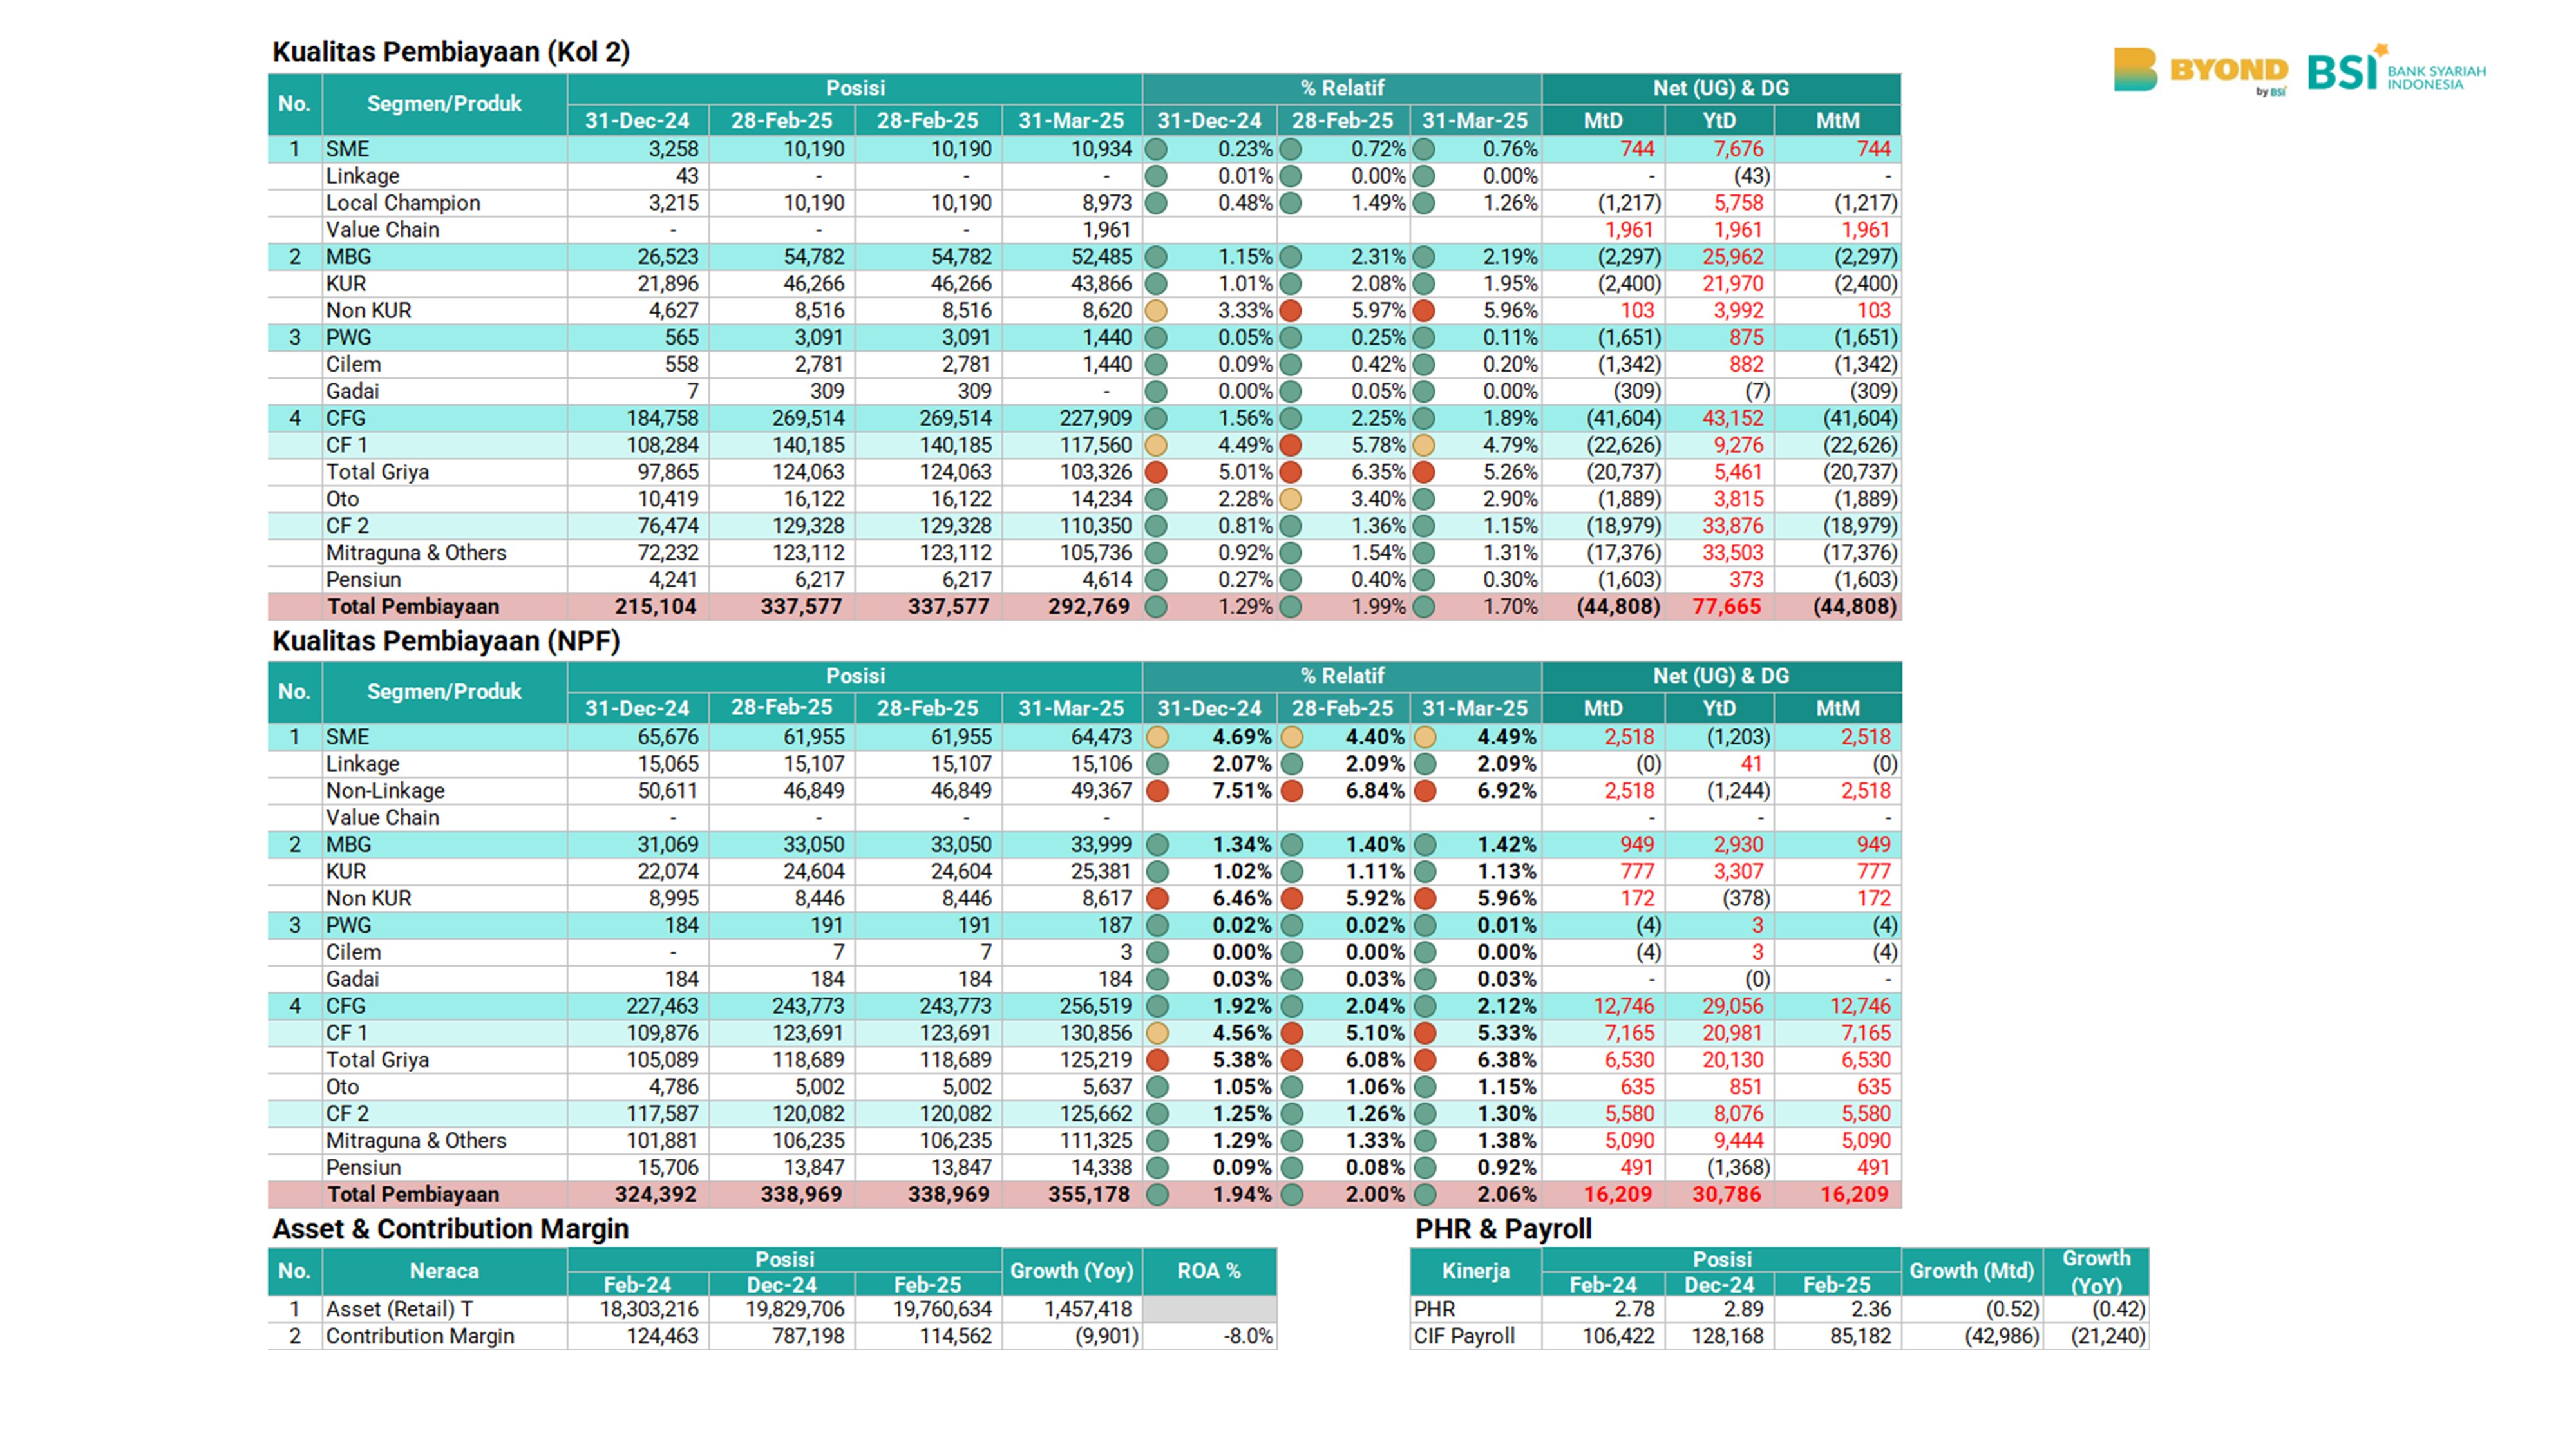 Kualitas Pembiayaan (Kol 2)
BYOND by BSI BSI BANK SYARIAH INDONESIA
No. Segmen/Produk Posisi % Relatif Net (UG) & DG
31-Dec-24 28-Feb-25 28-Feb-25 31-Mar-25 31-Dec-24 28-Feb-25 31-Mar-25 MtD YtD MtM
1 SME 3,258 10,190 10,190 10,934 0.23% 0.72% 0.76% 744 7,676 744
Linkage 43 - - - 0.01% 0.00% 0.00% - (43) -
Local Champion 3,215 10,190 10,190 8,973 0.48% 1.49% 1.26% (1,217) 5,758 (1,217)
Value Chain - - - 1,961 1,961 1,961 1,961
2 MBG 26,523 54,782 54,782 52,485 1.15% 2.31% 2.19% (2,297) 25,962 (2,297)
KUR 21,896 46,266 46,266 43,866 1.01% 2.08% 1.95% (2,400) 21,970 (2,400)
Non KUR 4,627 8,516 8,516 8,620 3.33% 5.97% 5.96% 103 3,992 103
3 PWG 565 3,091 3,091 1,440 0.05% 0.25% 0.11% (1,651) 875 (1,651)
Cilem 558 2,781 2,781 1,440 0.09% 0.42% 0.20% (1,342) 882 (1,342)
Gadai 7 309 309 - 0.00% 0.05% 0.00% (309) (7) (309)
4 CFG 184,758 269,514 269,514 227,909 1.56% 2.25% 1.89% (41,604) 43,152 (41,604)
CF 1 108,284 140,185 140,185 117,560 4.49% 5.78% 4.79% (22,626) 9,276 (22,626)
Total Griya 97,865 124,063 124,063 103,326 5.01% 6.35% 5.26% (20,737) 5,461 (20,737)
Oto 10,419 16,122 16,122 14,234 2.28% 3.40% 2.90% (1,889) 3,815 (1,889)
CF 2 76,474 129,328 129,328 110,350 0.81% 1.36% 1.15% (18,979) 33,876 (18,979)
Mitraguna & Others 72,232 123,112 123,112 105,736 0.92% 1.54% 1.31% (17,376) 33,503 (17,376)
Pensiun 4,241 6,217 6,217 4,614 0.27% 0.40% 0.30% (1,603) 373 (1,603)
Total Pembiayaan 215,104 337,577 337,577 292,769 1.29% 1.99% 1.70% (44,808) 77,665 (44,808)
Kualitas Pembiayaan (NPF)
No. Segmen/Produk Posisi % Relatif Net (UG) & DG
31-Dec-24 28-Feb-25 28-Feb-25 31-Mar-25 31-Dec-24 28-Feb-25 31-Mar-25 MtD YtD MtM
1 SME 65,676 61,955 61,955 64,473 4.69% 4.40% 4.49% 2,518 (1,203) 2,518
Linkage 15,065 15,107 15,107 15,106 2.07% 2.09% 2.09% (0) 41 (0)
Non-Linkage 50,611 46,849 46,849 49,367 7.51% 6.84% 6.92% 2,518 (1,244) 2,518
Value Chain - - - - - - -
2 MBG 31,069 33,050 33,050 33,999 1.34% 1.40% 1.42% 949 2,930 949
KUR 22,074 24,604 24,604 25,381 1.02% 1.11% 1.13% 777 3,307 777
Non KUR 8,995 8,446 8,446 8,617 6.46% 5.92% 5.96% 172 (378) 172
3 PWG 184 191 191 187 0.02% 0.02% 0.01% (4) 3 (4)
Cilem - 7 7 3 0.00% 0.00% 0.00% (4) 3 (4)
Gadai 184 184 184 184 0.03% 0.03% 0.03% - (0) -
4 CFG 227,463 243,773 243,773 256,519 1.92% 2.04% 2.12% 12,746 29,056 12,746
CF 1 109,876 123,691 123,691 130,856 4.56% 5.10% 5.33% 7,165 20,981 7,165
Total Griya 105,089 118,689 118,689 125,219 5.38% 6.08% 6.38% 6,530 20,130 6,530
Oto 4,786 5,002 5,002 5,637 1.05% 1.06% 1.15% 635 851 635
CF 2 117,587 120,082 120,082 125,662 1.25% 1.26% 1.30% 5,580 8,076 5,580
Mitraguna & Others 101,881 106,235 106,235 111,325 1.29% 1.33% 1.38% 5,090 9,444 5,090
Pensiun 15,706 13,847 13,847 14,338 0.09% 0.08% 0.92% 491 (1,368) 491
Total Pembiayaan 324,392 338,969 338,969 355,178 1.94% 2.00% 2.06% 16,209 30,786 16,209
Asset & Contribution Margin
No. Neraca Posisi Growth (Yoy) ROA %
Feb-24 Dec-24 Feb-25
1 Asset (Retail) T 18,303,216 19,829,706 19,760,634 1,457,418
2 Contribution Margin 124,463 787,198 114,562 (9,901) -8.0%
PHR & Payroll
Kinerja Posisi Growth (Mtd) Growth (YoY)
Feb-24 Dec-24 Feb-25
PHR 2.78 2.89 2.36 (0.52) (0.42)
CIF Payroll 106,422 128,168 85,182 (42,986) (21,240)